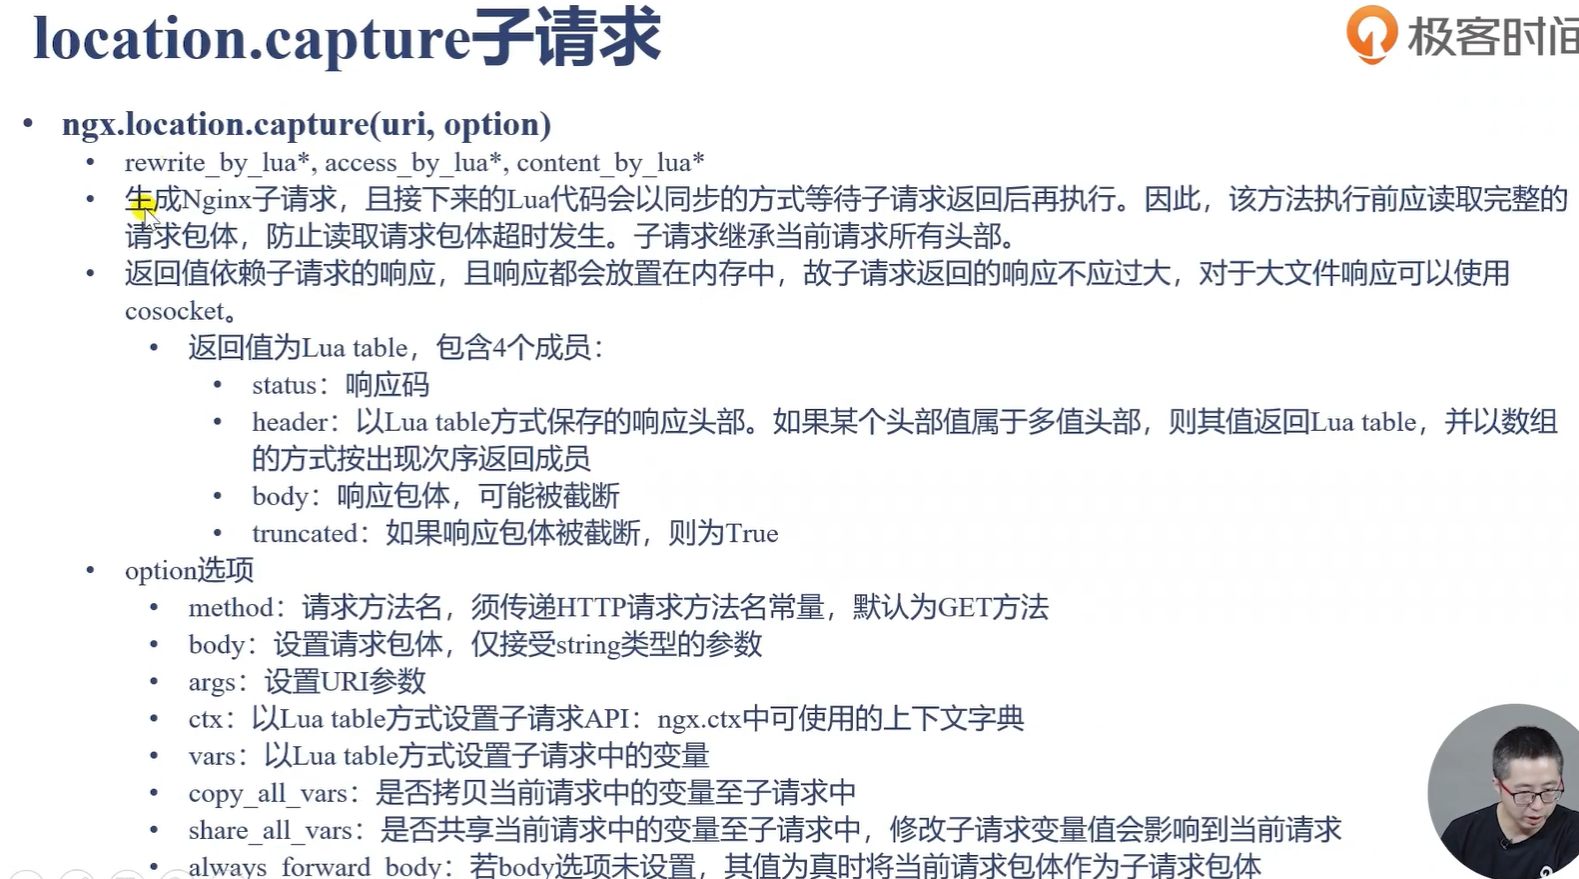 location.capture子请求
极客时间
• ngx.location.capture(uri, option)
• rewrite_by_lua*, access_by_lua*, content_by_lua*
• 生成Nginx子请求，且接下来的Lua代码会以同步的方式等待子请求返回后再执行。因此，该方法执行前应读取完整的
请求包体，防止读取请求包体超时发生。子请求继承当前请求所有头部。
• 返回值依赖子请求的响应，且响应都会放置在内存中，故子请求返回的响应不应过大，对于大文件响应可以使用
cosocket。
• 返回值为Lua table，包含4个成员：
• status：响应码
• header：以Lua table方式保存的响应头部。如果某个头部值属于多值头部，则其值返回Lua table，并以数组
的方式按出现次序返回成员
• body：响应包体，可能被截断
• truncated：如果响应包体被截断，则为True
• option选项
• method：请求方法名，须传递HTTP请求方法名常量，默认为GET方法
• body：设置请求包体，仅接受string类型的参数
• args：设置URI参数
• ctx：以Lua table方式设置子请求API：ngx.ctx中可使用的上下文字典
• vars：以Lua table方式设置子请求中的变量
• copy_all_vars：是否拷贝当前请求中的变量至子请求中
• share_all_vars：是否共享当前请求中的变量至子请求中，修改子请求变量值会影响到当前请求
• always_forward_body：若body选项未设置，其值为真时将当前请求包体作为子请求包体